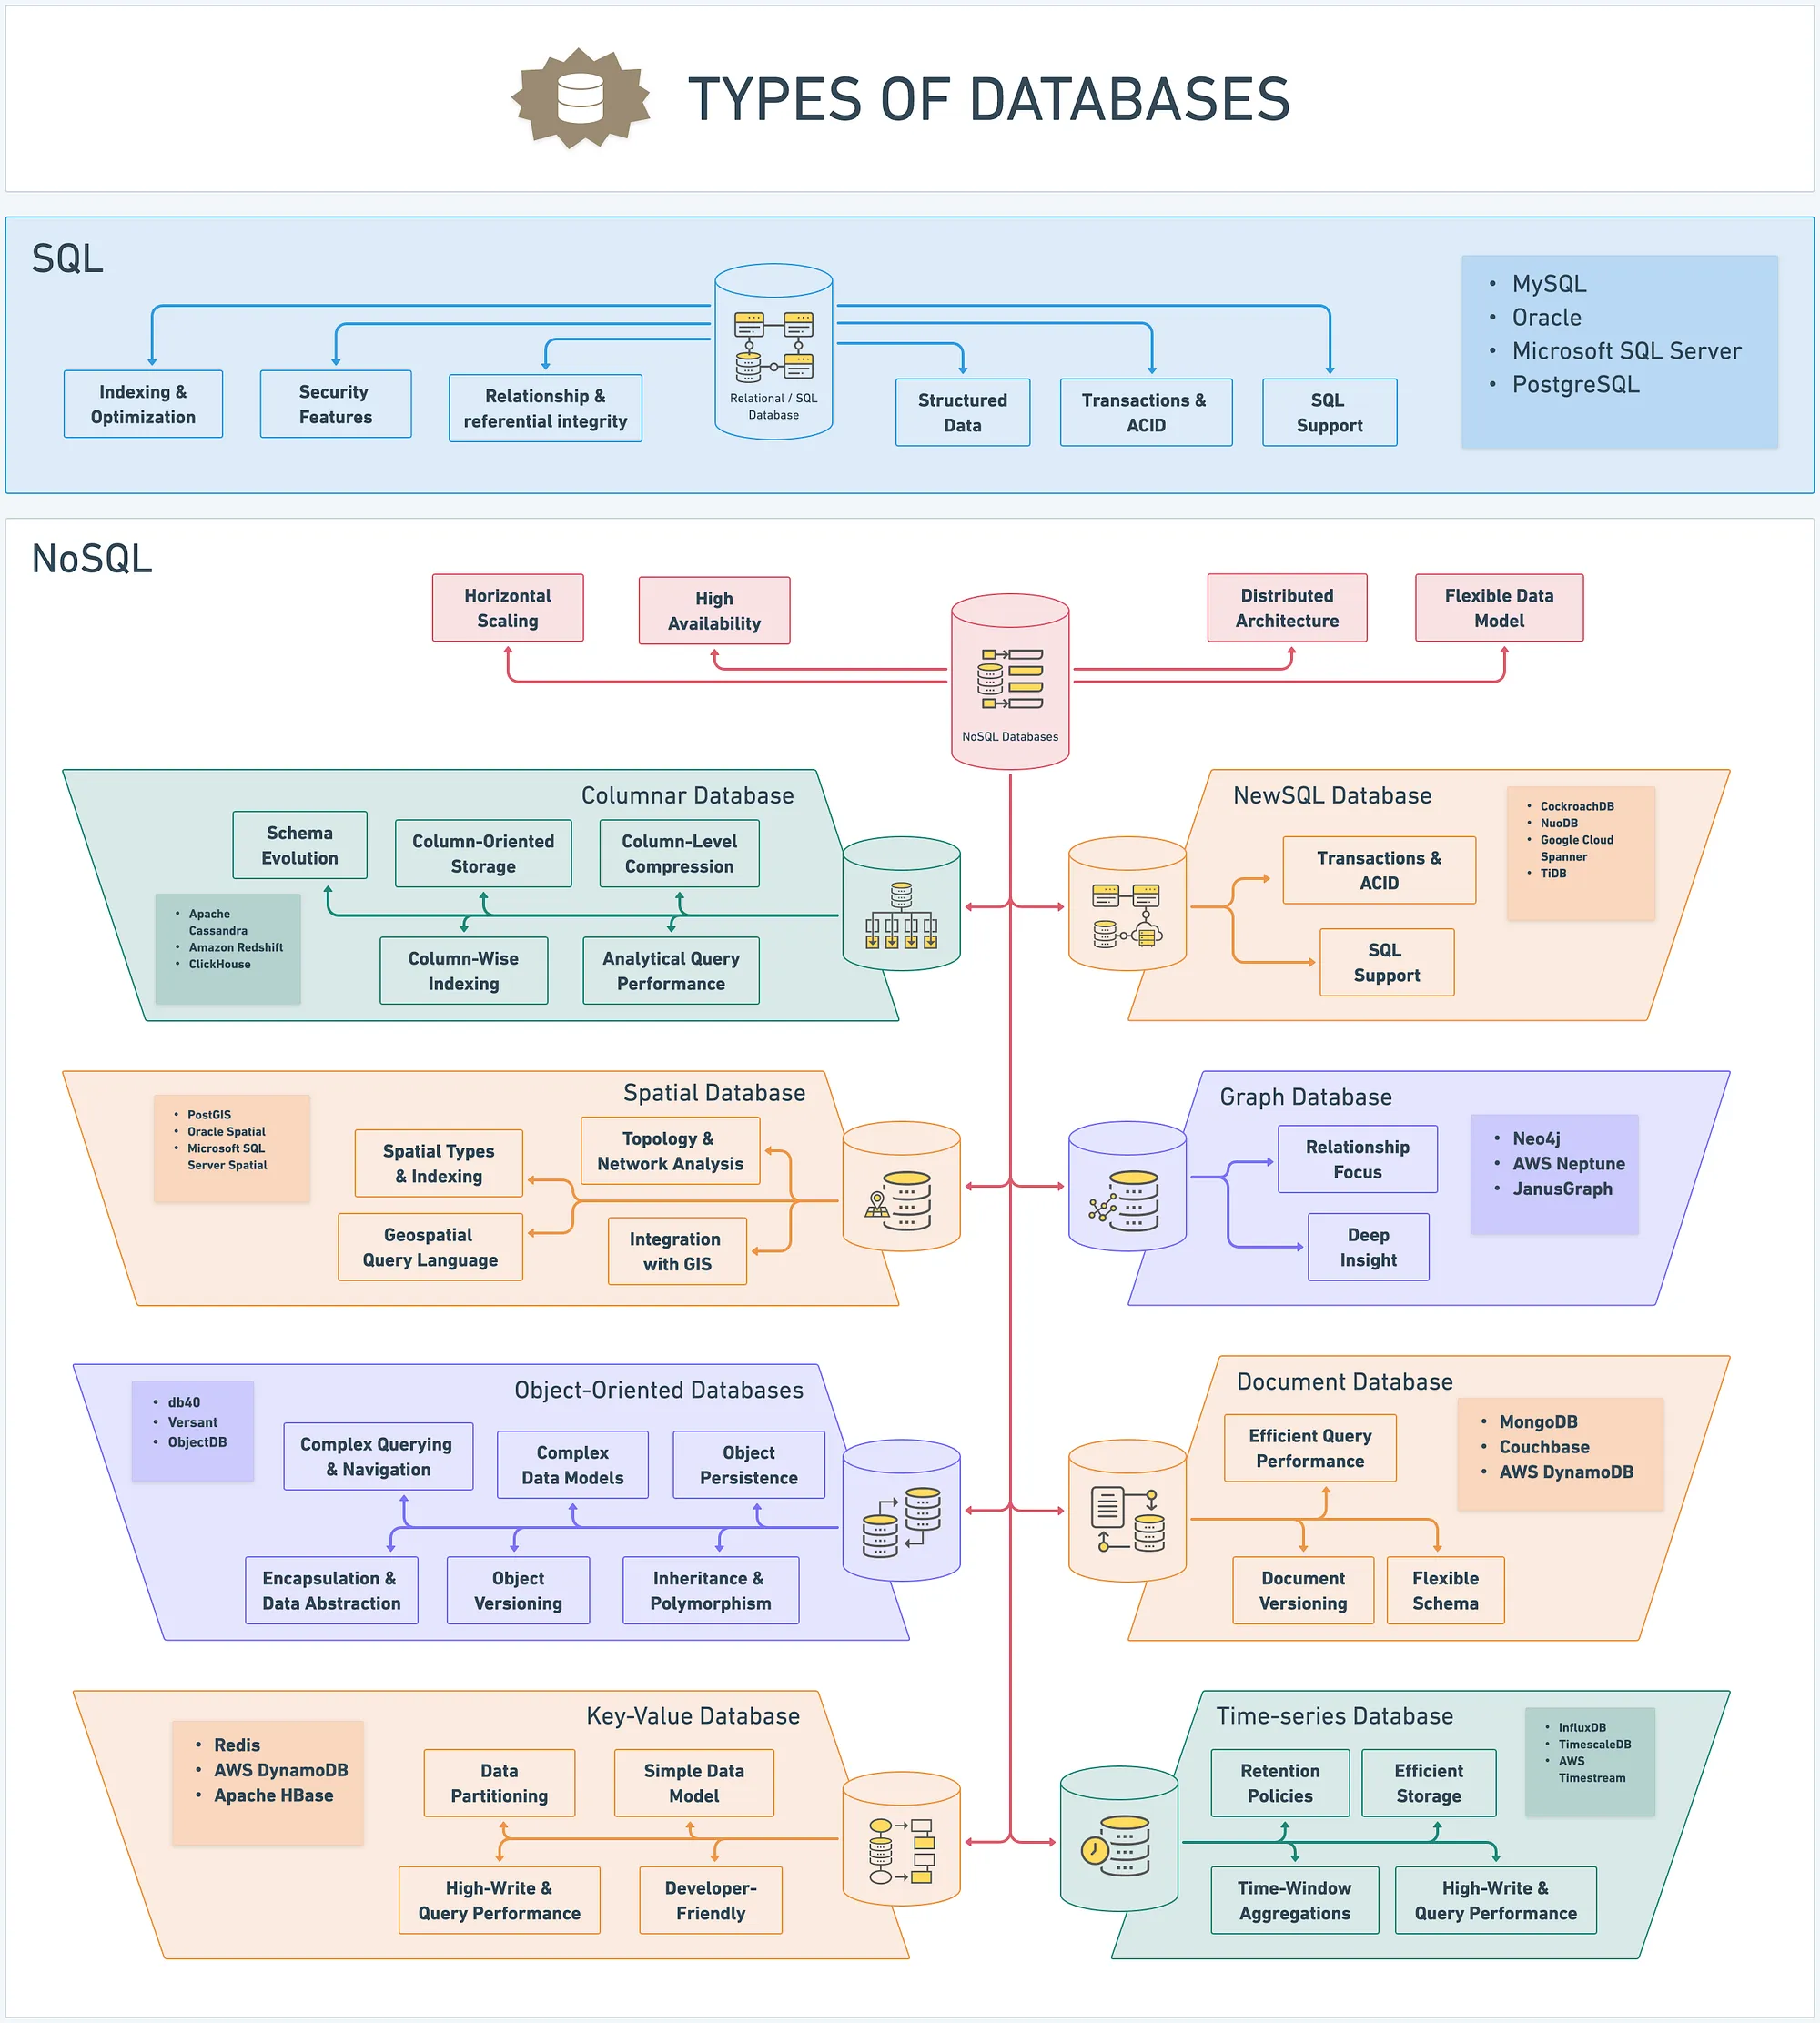 TYPES OF DATABASES
SQL
Indexing &
Optimization
Security
Features
Relationship &
referential integrity
Relational / SQL
Database
Structured
Data
Transactions &
ACID
SQL
Support
• MySQL
• Oracle
• Microsoft SQL Server
• PostgreSQL
NoSQL
Horizontal
Scaling
High
Availability
NoSQL Databases
Distributed
Architecture
Flexible Data
Model
Columnar Database
Schema
Evolution
Column-Oriented
Storage
Column-Level
Compression
• Apache
Cassandra
• Amazon Redshift
• ClickHouse
Column-Wise
Indexing
Analytical Query
Performance
NewSQL Database
Transactions &
ACID
SQL
Support
• CockroachDB
• NuoDB
• Google Cloud
Spanner
• TiDB
Spatial Database
• PostGIS
• Oracle Spatial
• Microsoft SQL
Server Spatial
Spatial Types
& Indexing
Topology &
Network Analysis
Geospatial
Query Language
Integration
with GIS
Graph Database
Relationship
Focus
Deep
Insight
• Neo4j
• AWS Neptune
• JanusGraph
Object-Oriented Databases
• db40
• Versant
• ObjectDB
Complex Querying
& Navigation
Complex
Data Models
Object
Persistence
Encapsulation &
Data Abstraction
Object
Versioning
Inheritance &
Polymorphism
Document Database
Efficient Query
Performance
• MongoDB
• Couchbase
• AWS DynamoDB
Document
Versioning
Flexible
Schema
Key-Value Database
• Redis
• AWS DynamoDB
• Apache HBase
Data
Partitioning
Simple Data
Model
High-Write &
Query Performance
Developer-
Friendly
Time-series Database
Retention
Policies
Efficient
Storage
• InfluxDB
• TimescaleDB
• AWS
Timestream
Time-Window
Aggregations
High-Write &
Query Performance